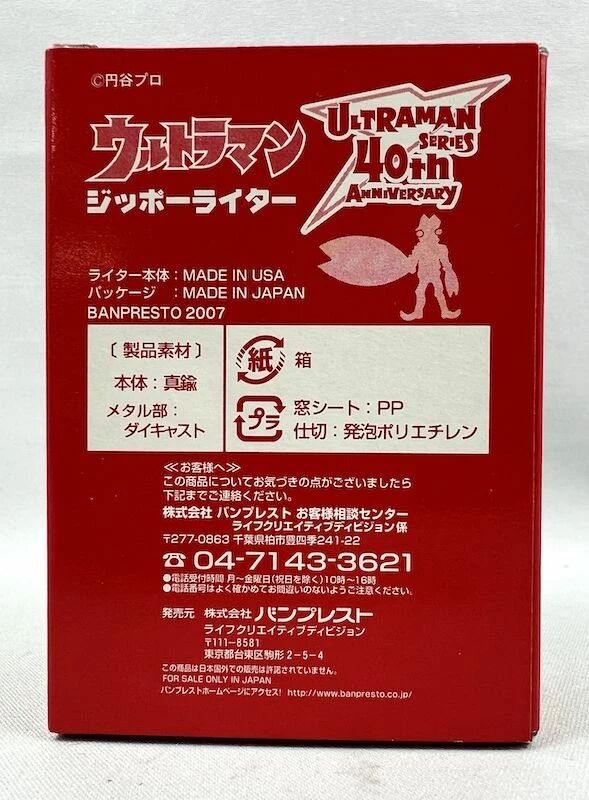 ©円谷プロ
ウルトラマン
ジッポーライター
ULTRAMAN
SERIES
40th
ANNIVERSARY
ライター本体：MADE IN USA
パッケージ　：MADE IN JAPAN
BANPRESTO 2007
〔 製品素材 〕
本体：真鍮
メタル部：
ダイキャスト
紙 箱
プラ 窓シート：PP
仕切：発泡ポリエチレン
≪お客様へ≫
この商品についてお気づきの点がございましたら
下記までご連絡ください。
株式会社 バンプレスト お客様相談センター
ライフクリエイティブディビジョン係
〒277-0863 千葉県柏市豊四季241-22
☎ 04-7143-3621
●電話受付時間 月〜金曜日(祝日を除く)10時〜16時
●電話番号はよく確かめてお間違いのないようご注意ください。
発売元 株式会社 バンプレスト
ライフクリエイティブディビジョン
〒111-8581
東京都台東区駒形2-5-4
この商品は日本国外での販売は許諾されていません。
FOR SALE ONLY IN JAPAN
バンプレストホームページにアクセス! http://www.banpresto.co.jp/